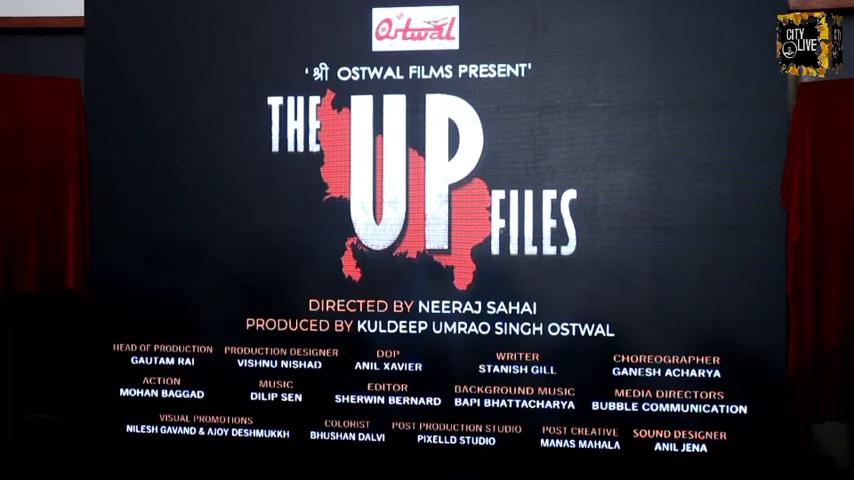 Ostwal
CITY
LIVE
'श्री OSTWAL FILMS PRESENT'
THE
UP
FILES
DIRECTED BY NEERAJ SAHAI
PRODUCED BY KULDEEP UMRAO SINGH OSTWAL
HEAD OF PRODUCTION PRODUCTION DESIGNER DOP WRITER CHOREOGRAPHER
GAUTAM RAI VISHNU NISHAD ANIL XAVIER STANISH GILL GANESH ACHARYA
ACTION MUSIC EDITOR BACKGROUND MUSIC MEDIA DIRECTORS
MOHAN BAGGAD DILIP SEN SHERWIN BERNARD BAPI BHATTACHARYA BUBBLE COMMUNICATION
VISUAL PROMOTIONS COLORIST POST PRODUCTION STUDIO POST CREATIVE SOUND DESIGNER
NILESH GAVAND & AJOY DESHMUKKH BHUSHAN DALVI PIXELLD STUDIO MANAS MAHALA ANIL JENA